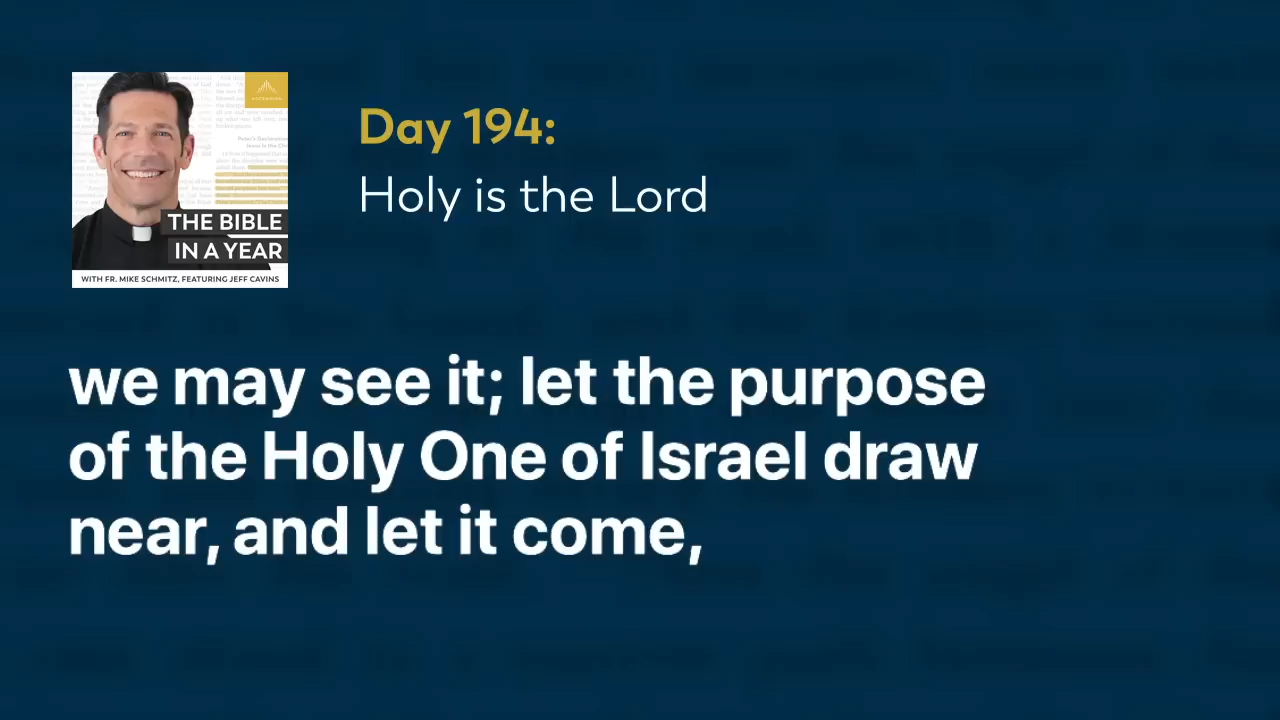 ASCENSION
THE BIBLE
IN A YEAR
WITH FR. MIKE SCHMITZ, FEATURING JEFF CAVINS
Day 194:
Holy is the Lord
we may see it; let the purpose
of the Holy One of Israel draw
near, and let it come,